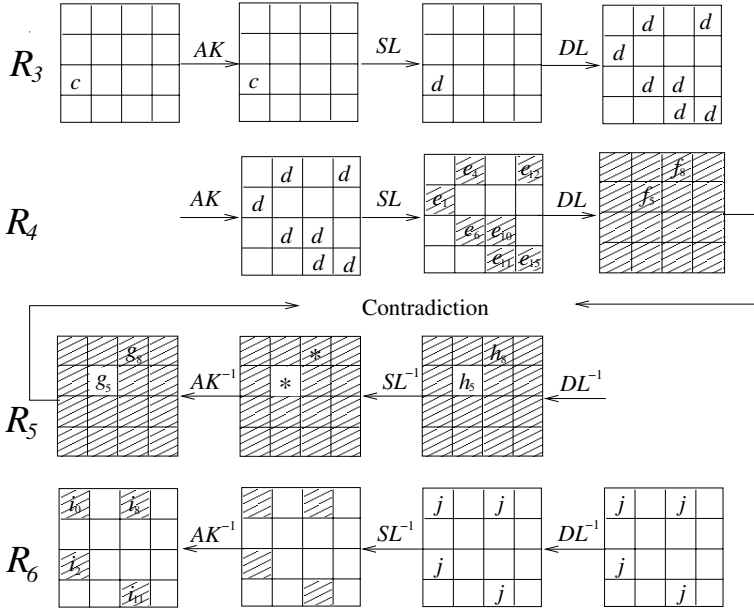 R₃ AK SL DL
d d
d
c c d d d
d d
R₄ AK SL DL
d d e₄ e₁₂ f₈
d e₁ f₅
d d e₆ e₁₀
d d e₁₁ e₁₅
Contradiction
R₅ AK⁻¹ SL⁻¹ DL⁻¹
g₈ * h₈
g₅ * h₅
R₆ AK⁻¹ SL⁻¹ DL⁻¹
i₀ i₈ j j j j
i₂ j j
i₁₁ j j